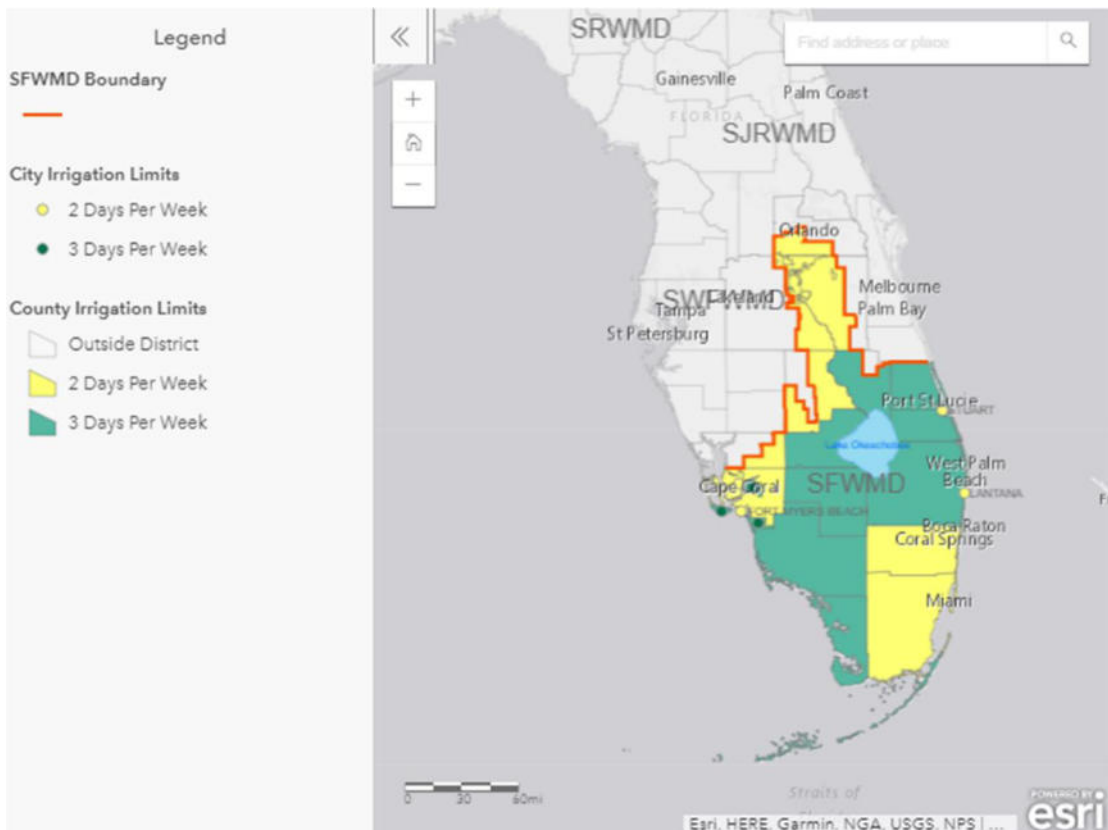 Legend
SFWMD Boundary
City Irrigation Limits
2 Days Per Week
3 Days Per Week
County Irrigation Limits
Outside District
2 Days Per Week
3 Days Per Week
SRWMD
Find address or place
Gainesville
Palm Coast
FLORIDA
SJRWMD
Orlando
Melbourne
SWFWMD
Lakeland
Tampa
Palm Bay
St Petersburg
Port St Lucie
STUART
Lake Okeechobee
West Palm
Beach
Cape Coral
SFWMD
LANTANA
FORT MYERS BEACH
Boca Raton
Coral Springs
Miami
0 30 60mi
Straits of
Esri, HERE, Garmin, NGA, USGS, NPS | ...
POWERED BY
esri